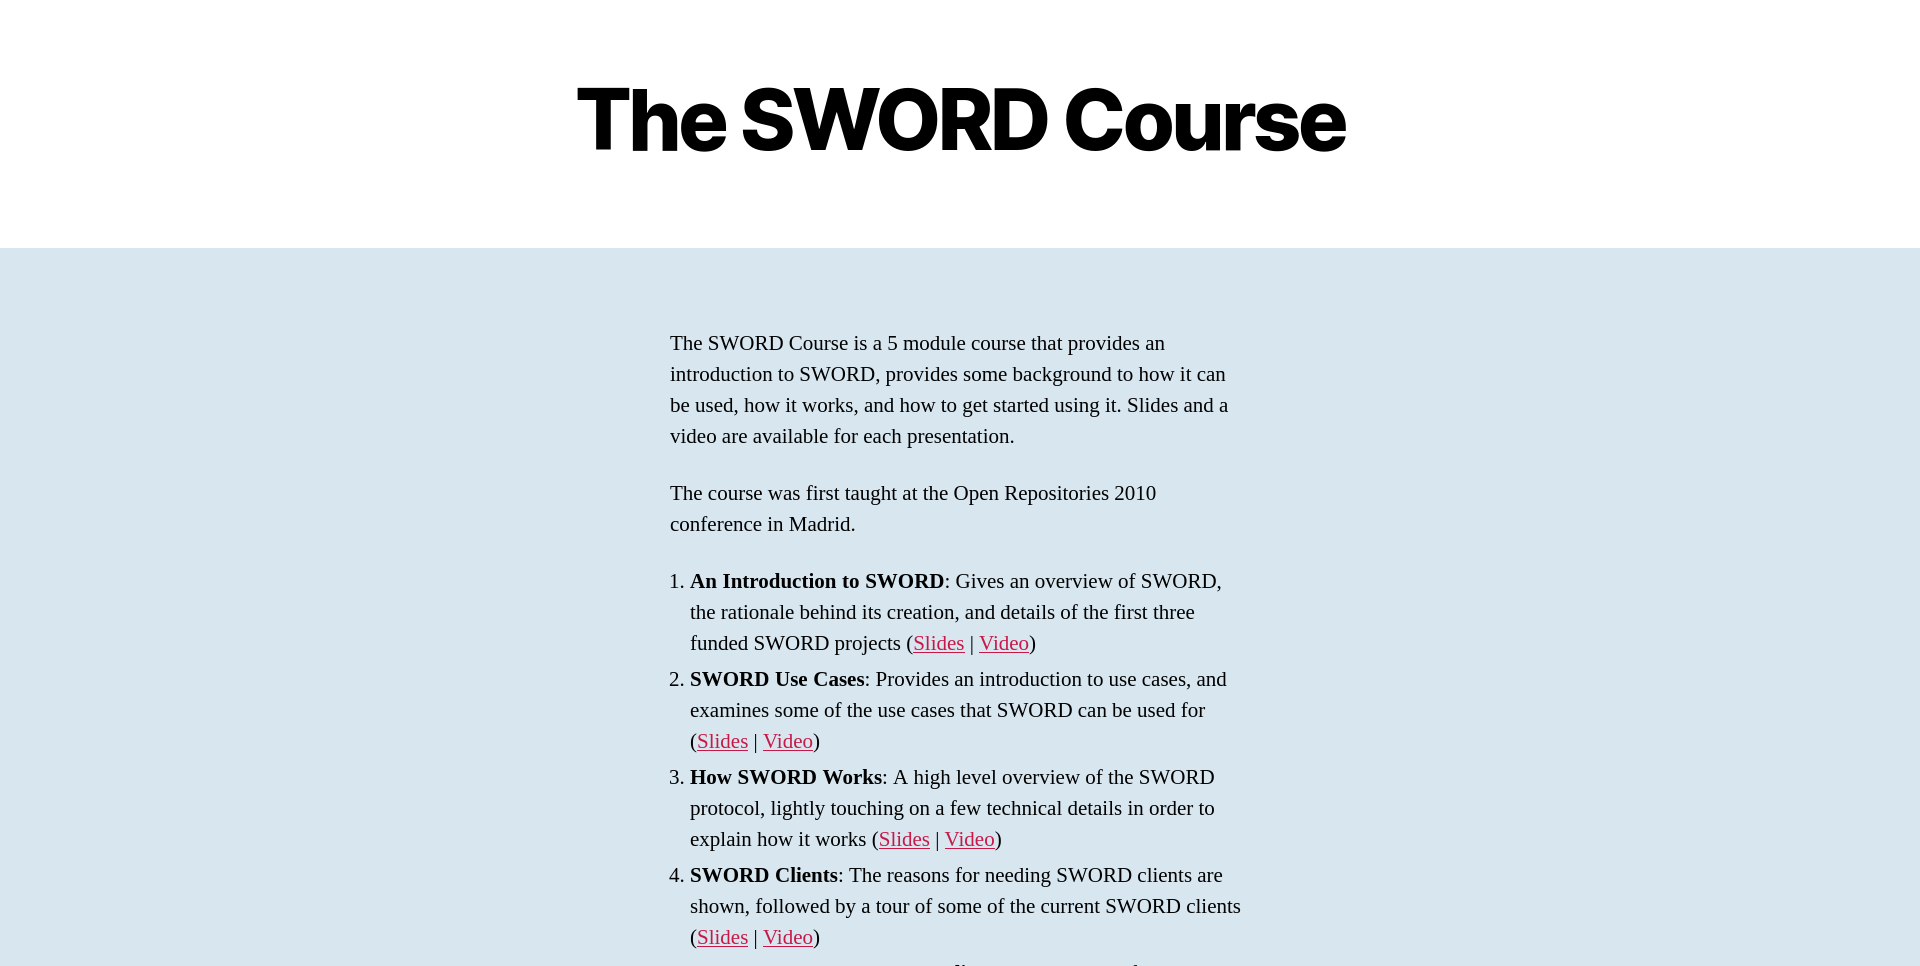 The SWORD Course
The SWORD Course is a 5 module course that provides an
introduction to SWORD, provides some background to how it can
be used, how it works, and how to get started using it. Slides and a
video are available for each presentation.
The course was first taught at the Open Repositories 2010
conference in Madrid.
1. An Introduction to SWORD: Gives an overview of SWORD,
the rationale behind its creation, and details of the first three
funded SWORD projects (Slides | Video)
2. SWORD Use Cases: Provides an introduction to use cases, and
examines some of the use cases that SWORD can be used for
(Slides | Video)
3. How SWORD Works: A high level overview of the SWORD
protocol, lightly touching on a few technical details in order to
explain how it works (Slides | Video)
4. SWORD Clients: The reasons for needing SWORD clients are
shown, followed by a tour of some of the current SWORD clients
(Slides | Video)